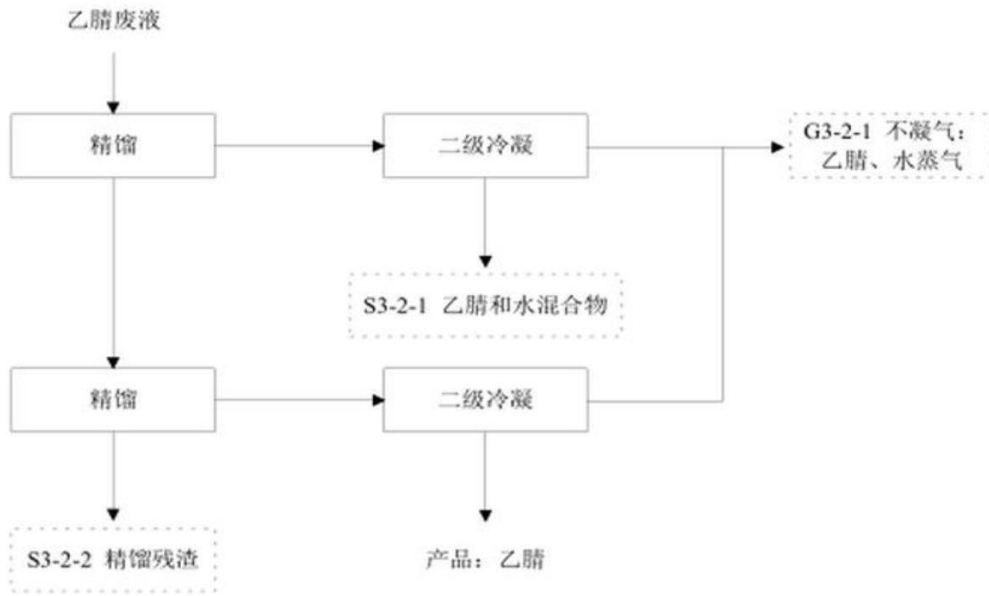 乙腈废液
精馏
二级冷凝
G3-2-1 不凝气：
乙腈、水蒸气
S3-2-1 乙腈和水混合物
精馏
二级冷凝
S3-2-2 精馏残渣
产品：乙腈